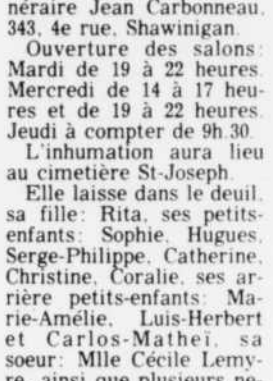 néraire Jean Carbonneau,
343, 4e rue, Shawinigan.
Ouverture des salons:
Mardi de 19 à 22 heures.
Mercredi de 14 à 17 heu-
res et de 19 à 22 heures.
Jeudi à compter de 9h.30.
L'inhumation aura lieu
au cimetière St-Joseph.
Elle laisse dans le deuil,
sa fille: Rita, ses petits-
enfants: Sophie, Hugues,
Serge-Philippe, Catherine,
Christine, Coralie, ses ar-
rière petits-enfants: Ma-
rie-Amélie, Luis-Herbert
et Carlos-Matheï, sa
soeur: Mlle Cécile Lemy-
re, ainsi que plusieurs ne-